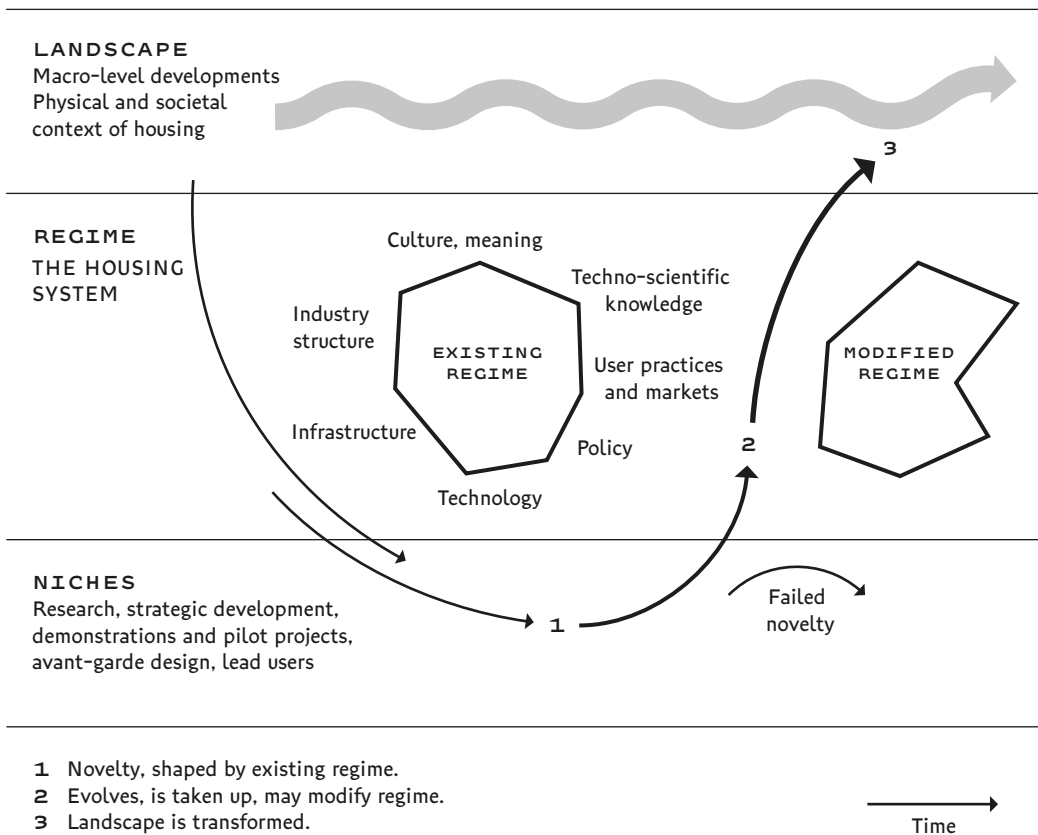 LANDSCAPE
Macro-level developments
Physical and societal
context of housing
3
REGIME
THE HOUSING
SYSTEM
Culture, meaning
Techno-scientific
knowledge
Industry
structure
EXISTING
REGIME
User practices
and markets
MODIFIED
REGIME
Infrastructure
Policy
2
Technology
NICHES
Research, strategic development,
demonstrations and pilot projects,
avant-garde design, lead users
1
Failed
novelty
1 Novelty, shaped by existing regime.
2 Evolves, is taken up, may modify regime.
3 Landscape is transformed.
Time